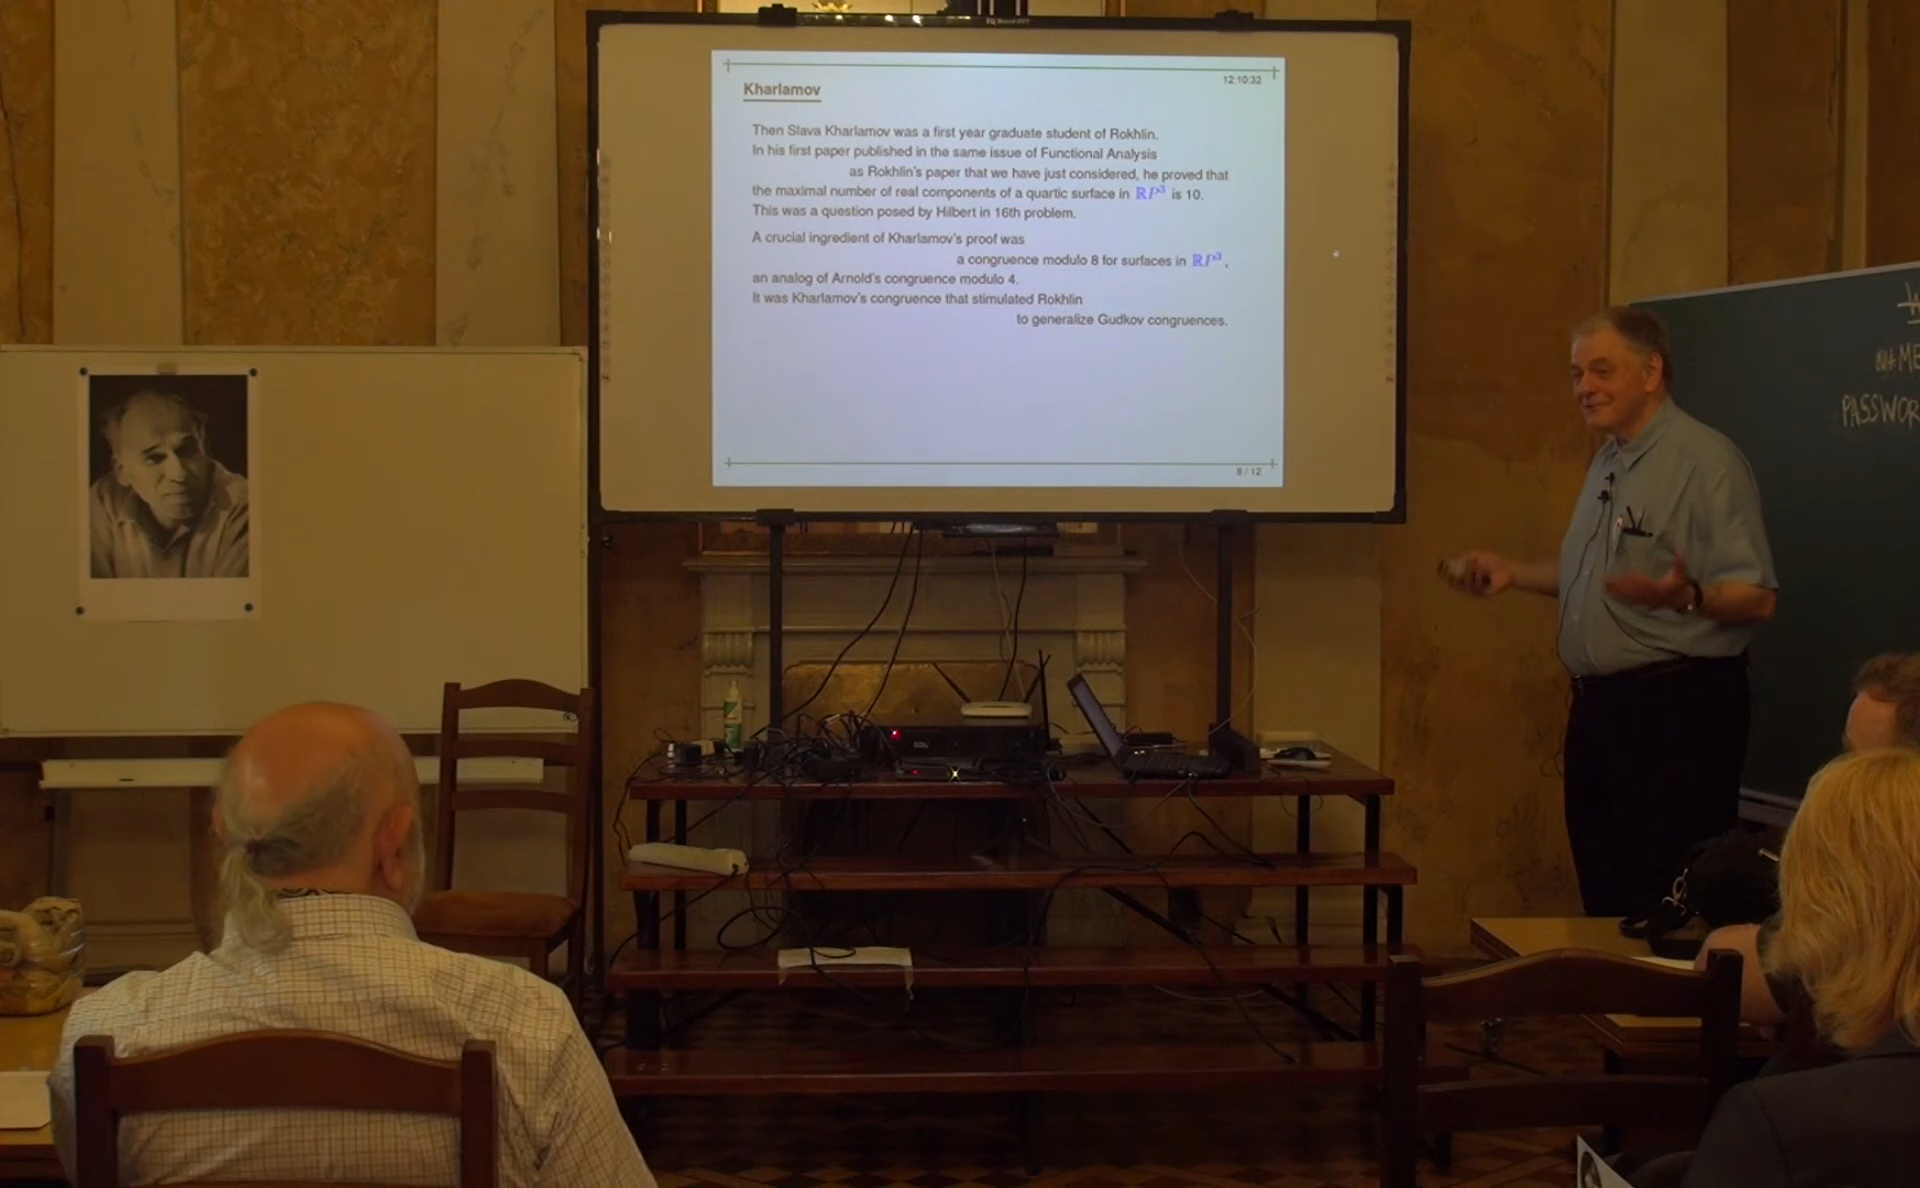 12:10:32
Kharlamov
Then Slava Kharlamov was a first year graduate student of Rokhlin.
In his first paper published in the same issue of Functional Analysis
as Rokhlin's paper that we have just considered, he proved that
the maximal number of real components of a quartic surface in ℝP³ is 10.
This was a question posed by Hilbert in 16th problem.
A crucial ingredient of Kharlamov's proof was
a congruence modulo 8 for surfaces in ℝP³,
an analog of Arnold's congruence modulo 4.
It was Kharlamov's congruence that stimulated Rokhlin
to generalize Gudkov congruences.
8 / 12
PASSWOR